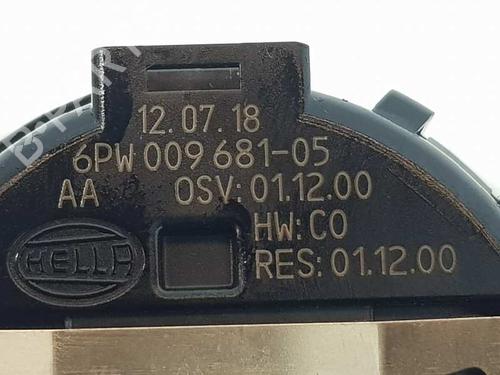 12.07.18
6PW 009 681-05
AA OSV: 01.12.00
HW: C0
HELLA
RES: 01.12.00
B-PARTS